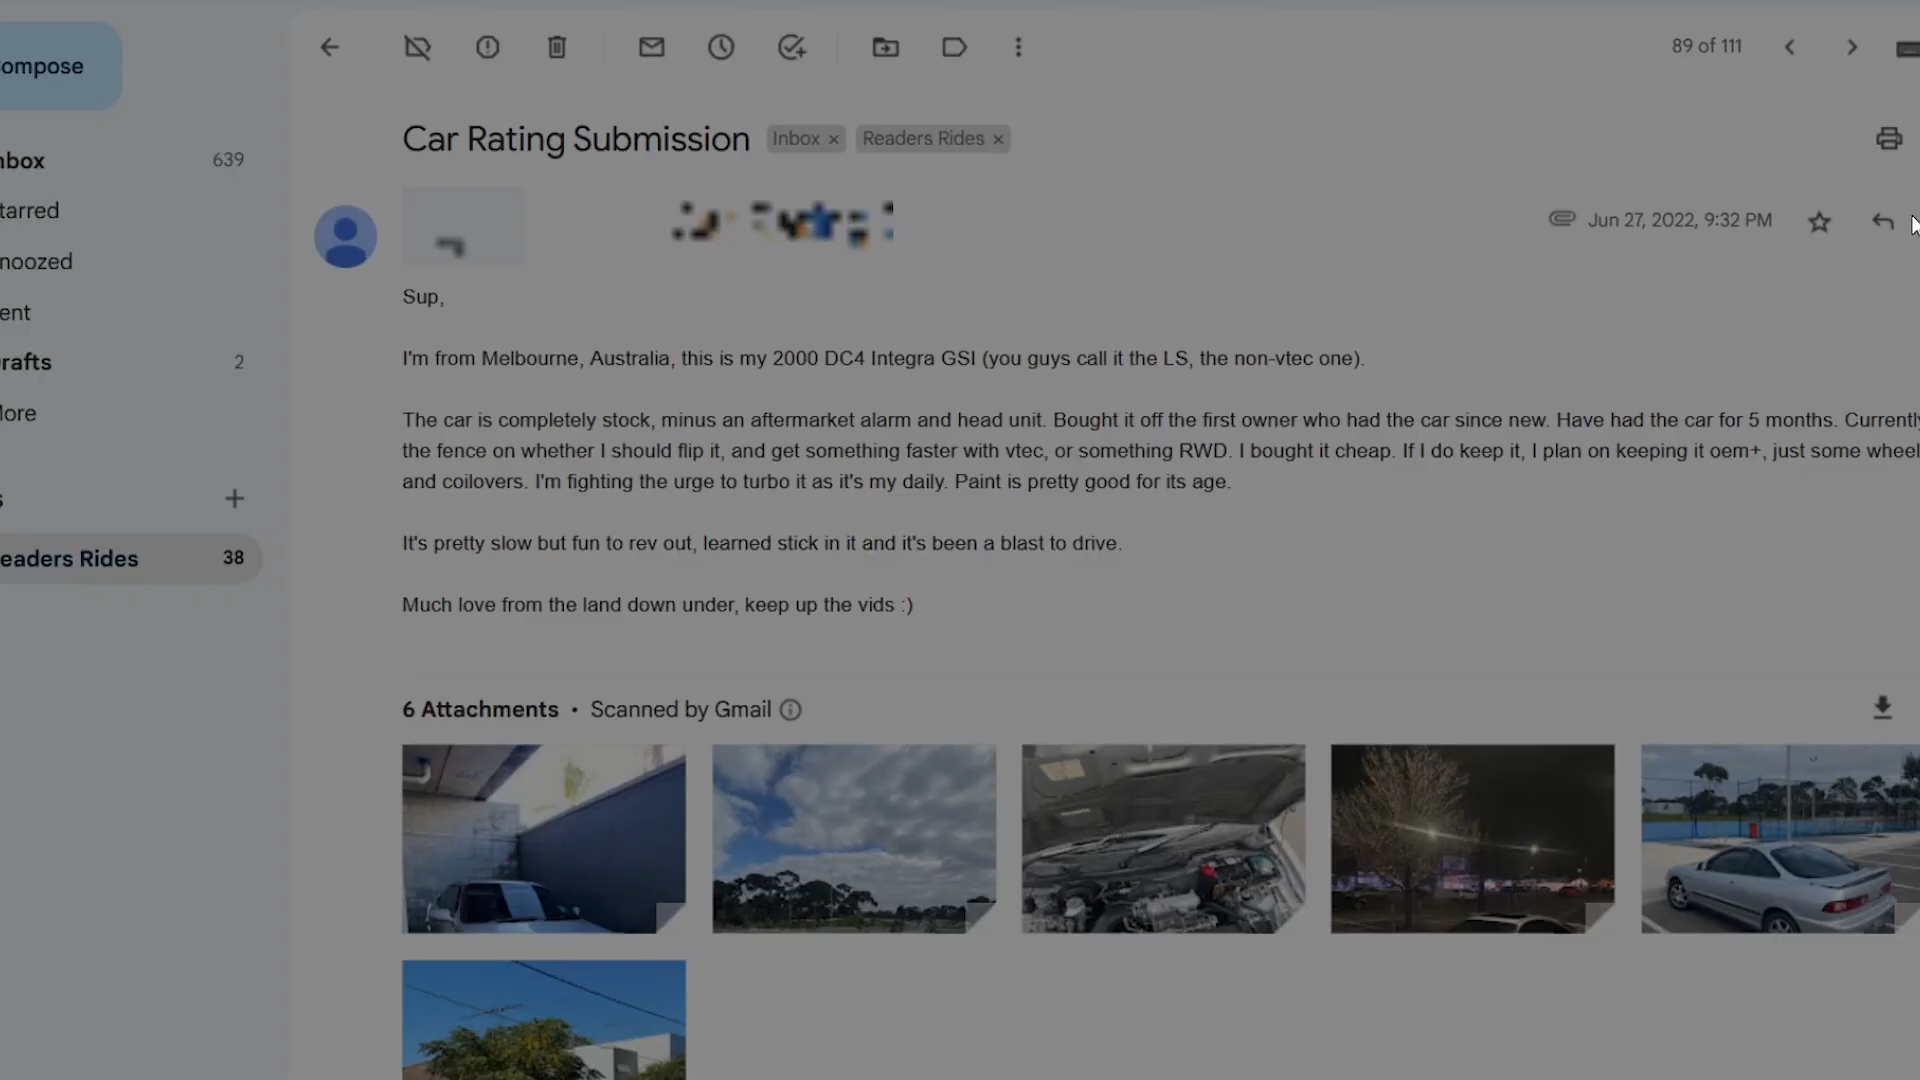 ompose
89 of 111
Car Rating Submission Inbox × Readers Rides ×
nbox 639
tarred
Jun 27, 2022, 9:32 PM
noozed
ent
rafts 2
More
s +
eaders Rides 38
Sup,
I'm from Melbourne, Australia, this is my 2000 DC4 Integra GSI (you guys call it the LS, the non-vtec one).
The car is completely stock, minus an aftermarket alarm and head unit. Bought it off the first owner who had the car since new. Have had the car for 5 months. Currently
the fence on whether I should flip it, and get something faster with vtec, or something RWD. I bought it cheap. If I do keep it, I plan on keeping it oem+, just some wheel
and coilovers. I'm fighting the urge to turbo it as it's my daily. Paint is pretty good for its age.
It's pretty slow but fun to rev out, learned stick in it and it's been a blast to drive.
Much love from the land down under, keep up the vids :)
6 Attachments • Scanned by Gmail